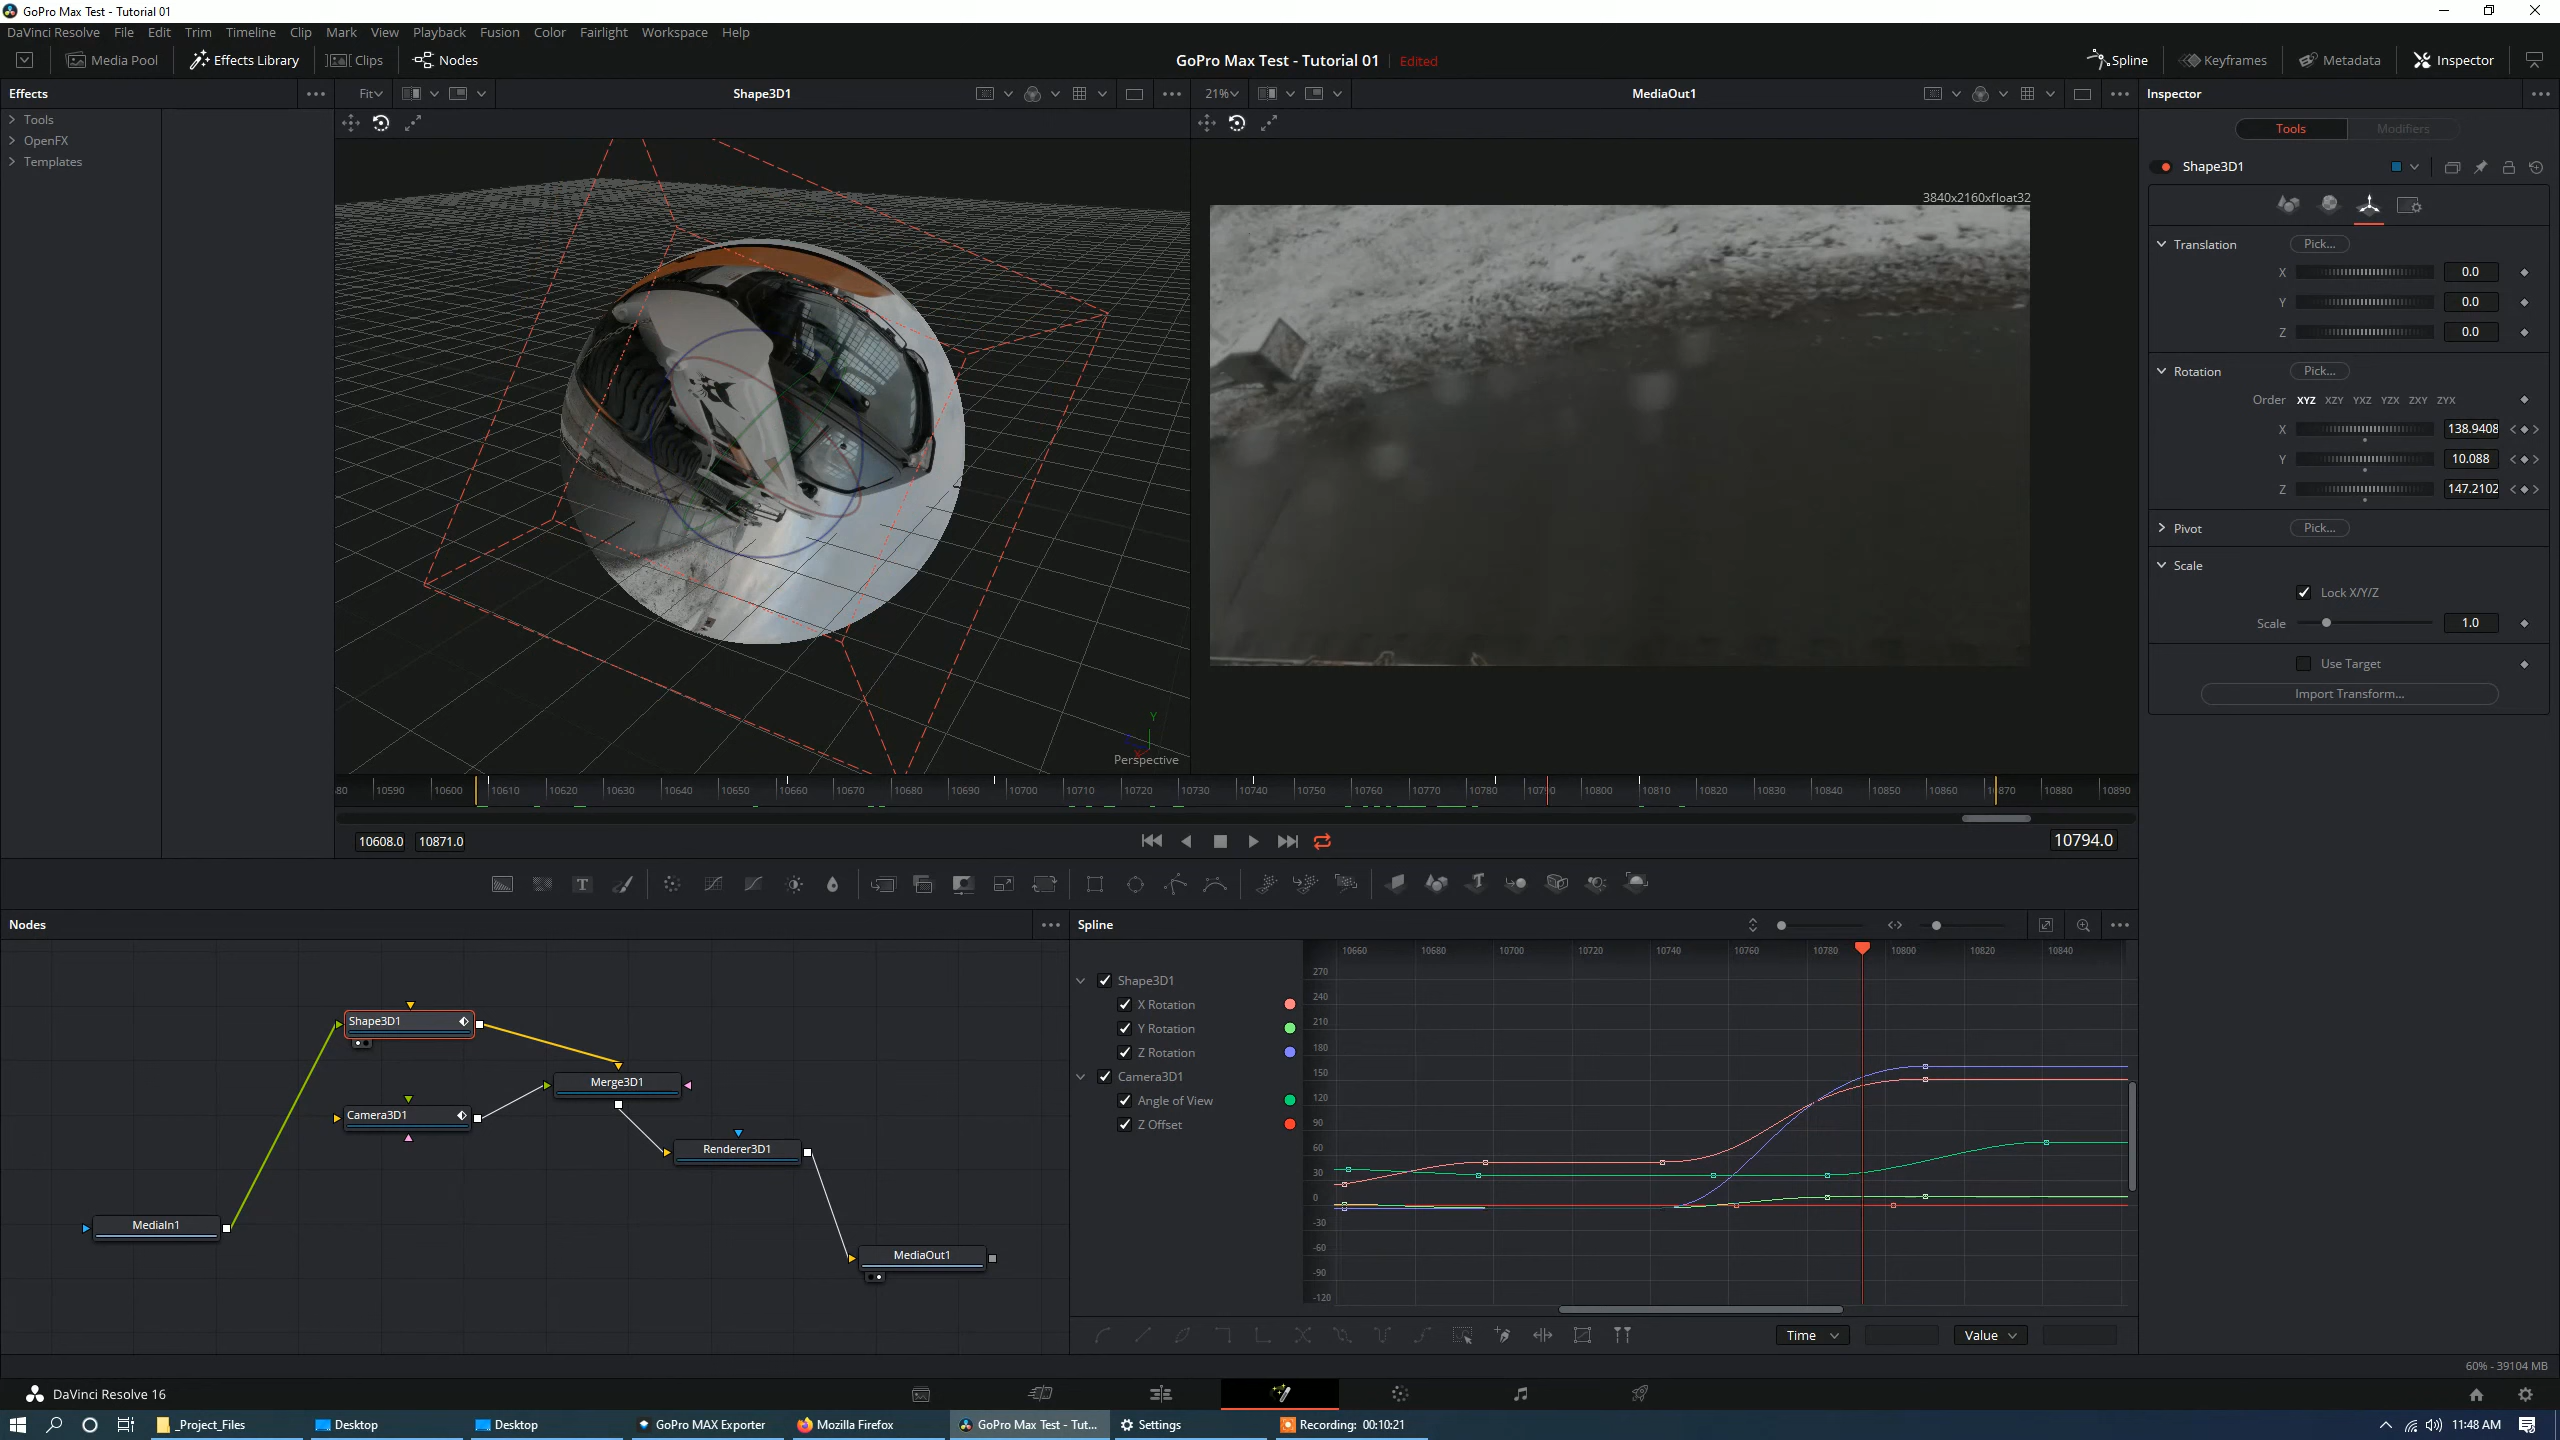 GoPro Max Test - Tutorial 01
DaVinci Resolve File Edit Trim Timeline Clip Mark View Playback Fusion Color Fairlight Workspace Help
Media Pool Effects Library Clips Nodes GoPro Max Test - Tutorial 01 Edited Spline Keyframes Metadata Inspector
Effects Fit Shape3D1 21% MediaOut1 Inspector
Tools
OpenFX
Templates
3840x2160xfloat32
Perspective
Y
X
Tools Modifiers
Shape3D1
Translation Pick...
X 0.0
Y 0.0
Z 0.0
Rotation Pick...
Order XYZ XZY YXZ YZX ZXY ZYX
X 138.9408
Y 10.088
Z 147.2102
Pivot Pick...
Scale
Lock X/Y/Z
Scale 1.0
Use Target
Import Transform...
80 10590 10600 10610 10620 10630 10640 10650 10660 10670 10680 10690 10700 10710 10720 10730 10740 10750 10760 10770 10780 10790 10800 10810 10820 10830 10840 10850 10860 10870 10880 10890
10608.0 10871.0 10794.0
T
Nodes
Shape3D1
Camera3D1
Merge3D1
Renderer3D1
MediaIn1
MediaOut1
Spline
10660 10680 10700 10720 10740 10760 10780 10800 10820 10840
Shape3D1
X Rotation
Y Rotation
Z Rotation
Camera3D1
Angle of View
Z Offset
270
240
210
180
150
120
90
60
30
0
-30
-60
-90
-120
Time Value
60% - 39104 MB
DaVinci Resolve 16
_Project_Files Desktop Desktop GoPro MAX Exporter Mozilla Firefox GoPro Max Test - Tut... Settings Recording: 00:10:21 11:48 AM